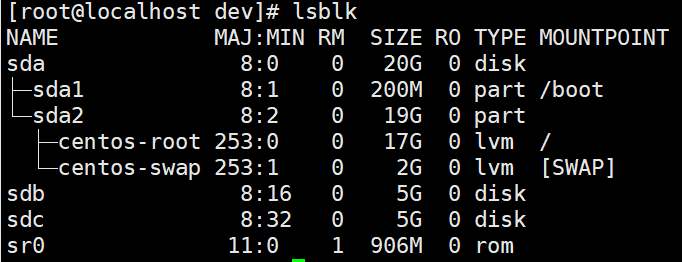 [root@localhost dev]# lsblk
NAME            MAJ:MIN RM  SIZE RO TYPE MOUNTPOINT
sda               8:0    0   20G  0 disk
├─sda1            8:1    0  200M  0 part /boot
└─sda2            8:2    0   19G  0 part
  ├─centos-root 253:0    0   17G  0 lvm  /
  └─centos-swap 253:1    0    2G  0 lvm  [SWAP]
sdb               8:16   0    5G  0 disk
sdc               8:32   0    5G  0 disk
sr0              11:0    1  906M  0 rom